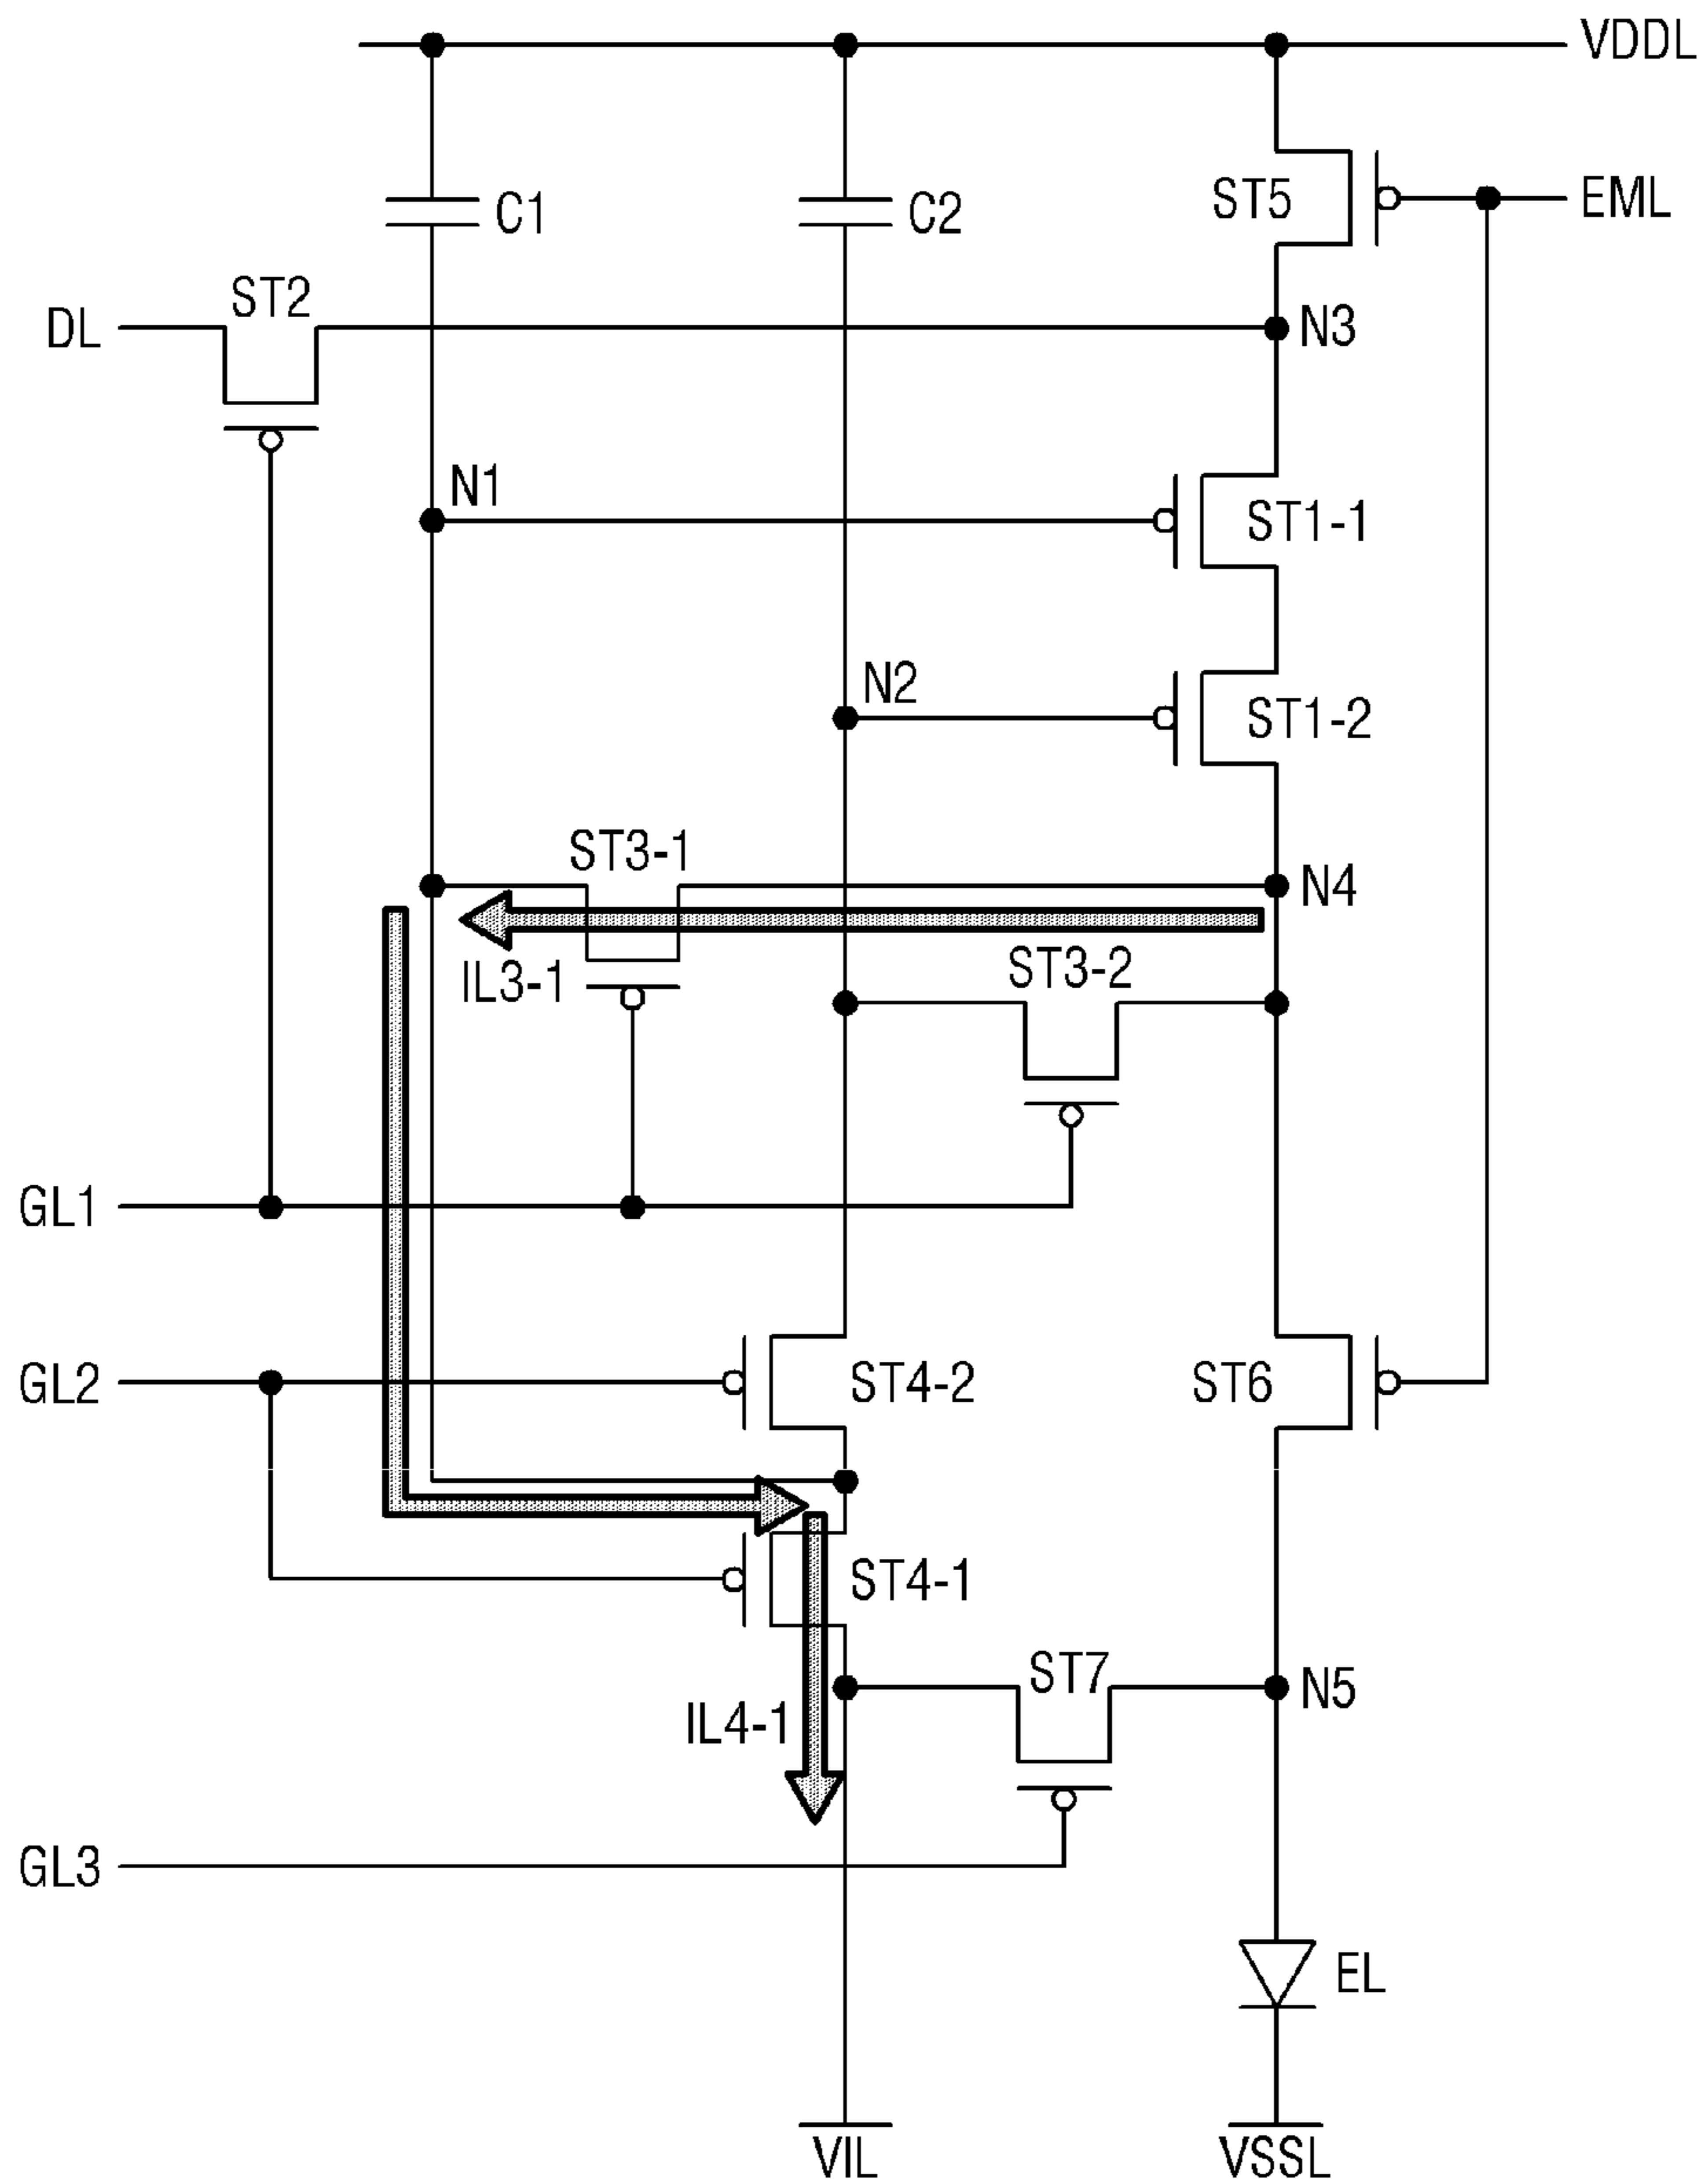 VDDL
C1
C2
ST5
EML
ST2
DL
N3
N1
ST1-1
N2
ST1-2
ST3-1
N4
IL3-1
ST3-2
GL1
GL2
ST4-2
ST6
ST4-1
ST7
N5
IL4-1
GL3
EL
VIL
VSSL